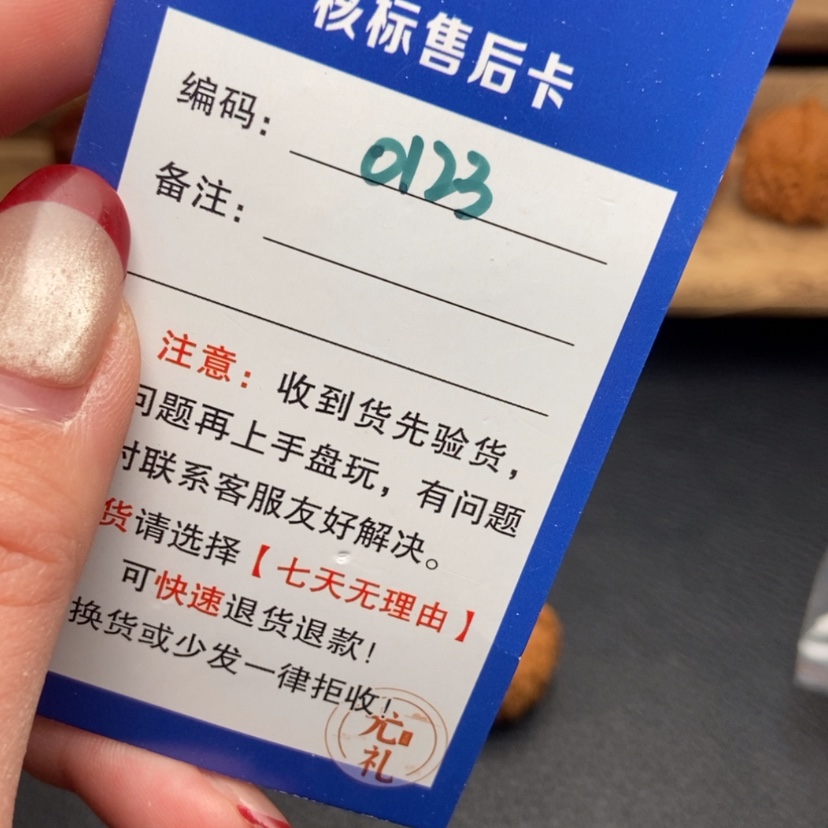 核标售后卡
编码: 0123
备注:
注意: 收到货先验货,
问题再上手盘玩, 有问题
时联系客服友好解决。
货请选择【七天无理由】
可快速退货退款!
换货或少发一律拒收!
元
礼